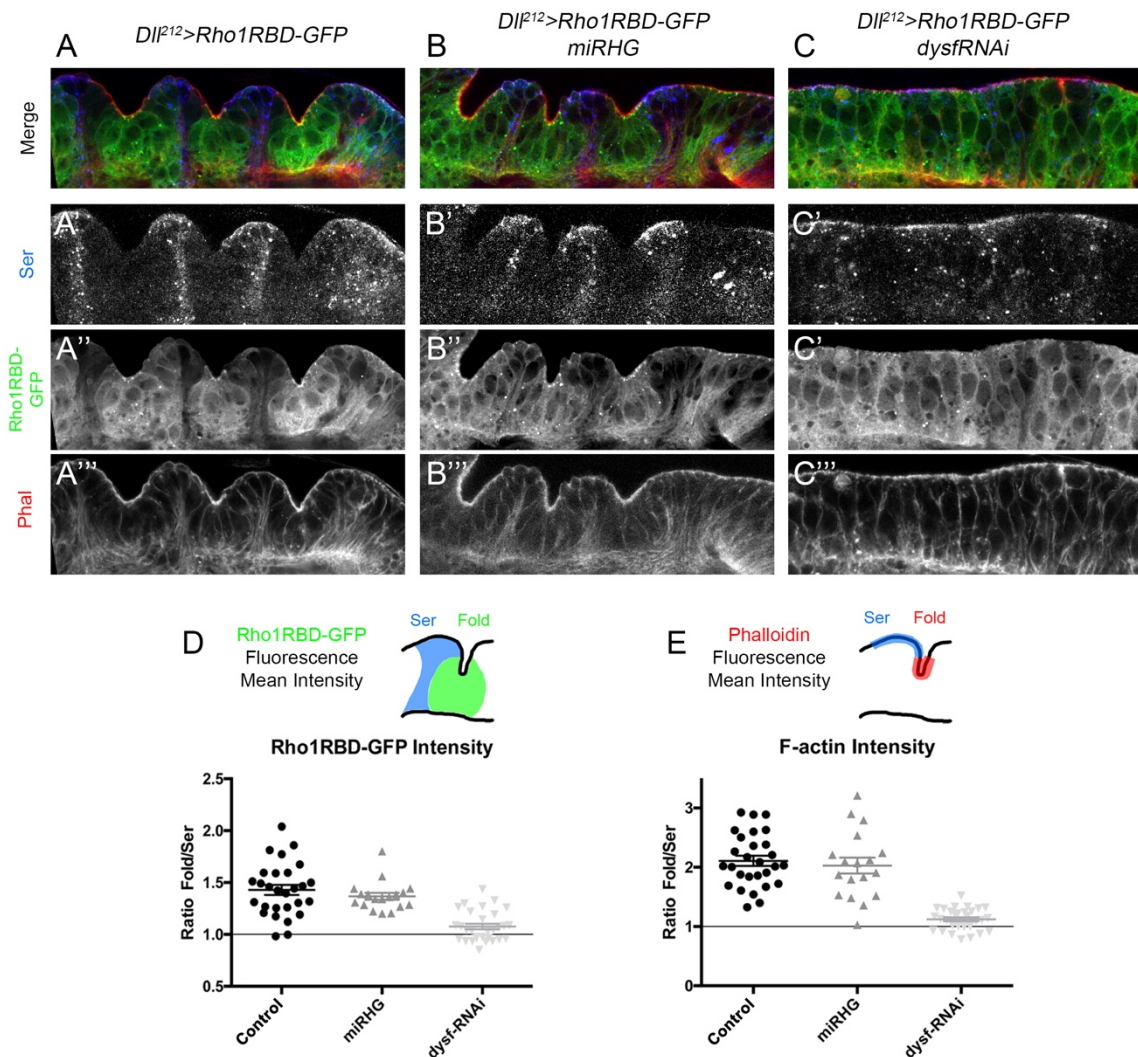 A
Dll²¹²>Rho1RBD-GFP
B
Dll²¹²>Rho1RBD-GFP
miRHG
C
Dll²¹²>Rho1RBD-GFP
dysfRNAi
Merge
Ser
A'
B'
C'
Rho1RBD-
GFP
A''
B''
C'
Phal
A'''
B'''
C'''
D
Rho1RBD-GFP
Fluorescence
Mean Intensity
Ser Fold
Rho1RBD-GFP Intensity
Ratio Fold/Ser
2.5
2.0
1.5
1.0
0.5
Control
miRHG
dysf-RNAi
E
Phalloidin
Fluorescence
Mean Intensity
Ser Fold
F-actin Intensity
Ratio Fold/Ser
3
2
1
0
Control
miRHG
dysf-RNAi